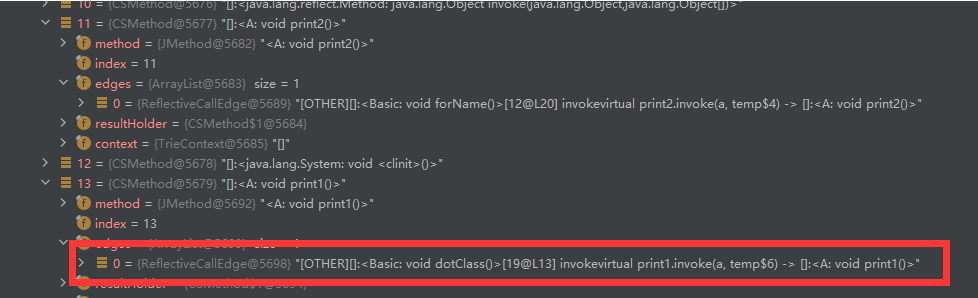 10 = {CSMethod@5676} "[]:<java.lang.reflect.Method: java.lang.Object invoke(java.lang.Object,java.lang.Object[])>"
11 = {CSMethod@5677} "[]:<A: void print2()>"
f method = {JMethod@5682} "<A: void print2()>"
f index = 11
f edges = {ArrayList@5683} size = 1
0 = {ReflectiveCallEdge@5689} "[OTHER][]:<Basic: void forName()>[12@L20] invokevirtual print2.invoke(a, temp$4) -> []:<A: void print2()>"
f resultHolder = {CSMethod$1@5684}
f context = {TrieContext@5685} "[]"
12 = {CSMethod@5678} "[]:<java.lang.System: void <clinit>()>"
13 = {CSMethod@5679} "[]:<A: void print1()>"
f method = {JMethod@5692} "<A: void print1()>"
f index = 13
edges = size = 1
0 = {ReflectiveCallEdge@5698} "[OTHER][]:<Basic: void dotClass()>[19@L13] invokevirtual print1.invoke(a, temp$6) -> []:<A: void print1()>"